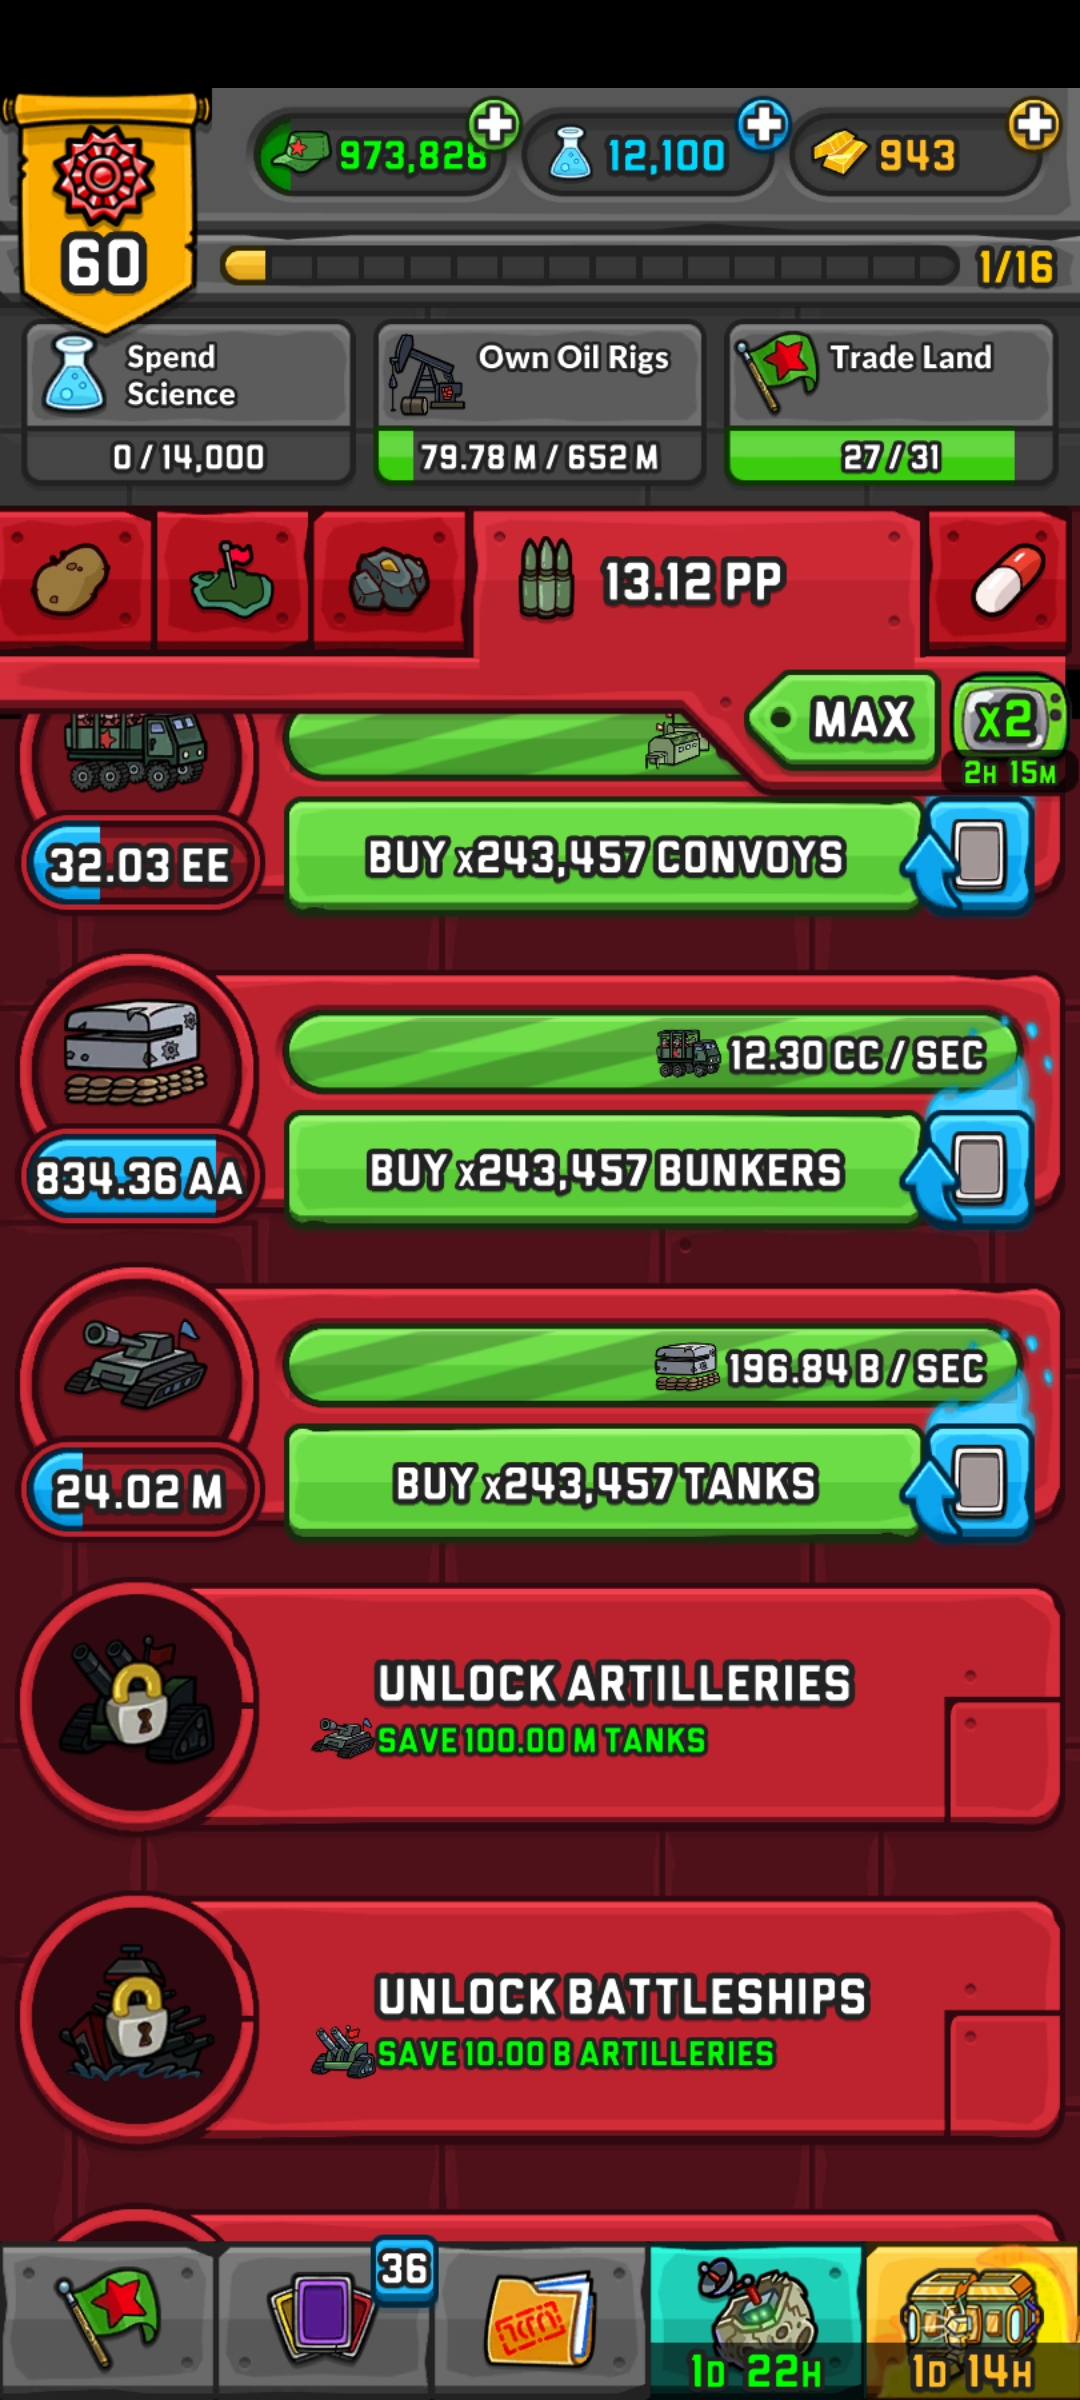 973,828
12,100
943
60
1/16
Spend
Science
0/14,000
Own Oil Rigs
79.78 M/652 M
Trade Land
27/31
13.12 PP
MAX
x2
2H 15M
32.03 EE
BUY x243,457 CONVOYS
12.30 CC/SEC
834.36 AA
BUY x243,457 BUNKERS
196.84 B/SEC
24.02 M
BUY x243,457 TANKS
UNLOCK ARTILLERIES
SAVE 100.00 M TANKS
UNLOCK BATTLESHIPS
SAVE 10.00 B ARTILLERIES
36
1D 22H
1D 14H